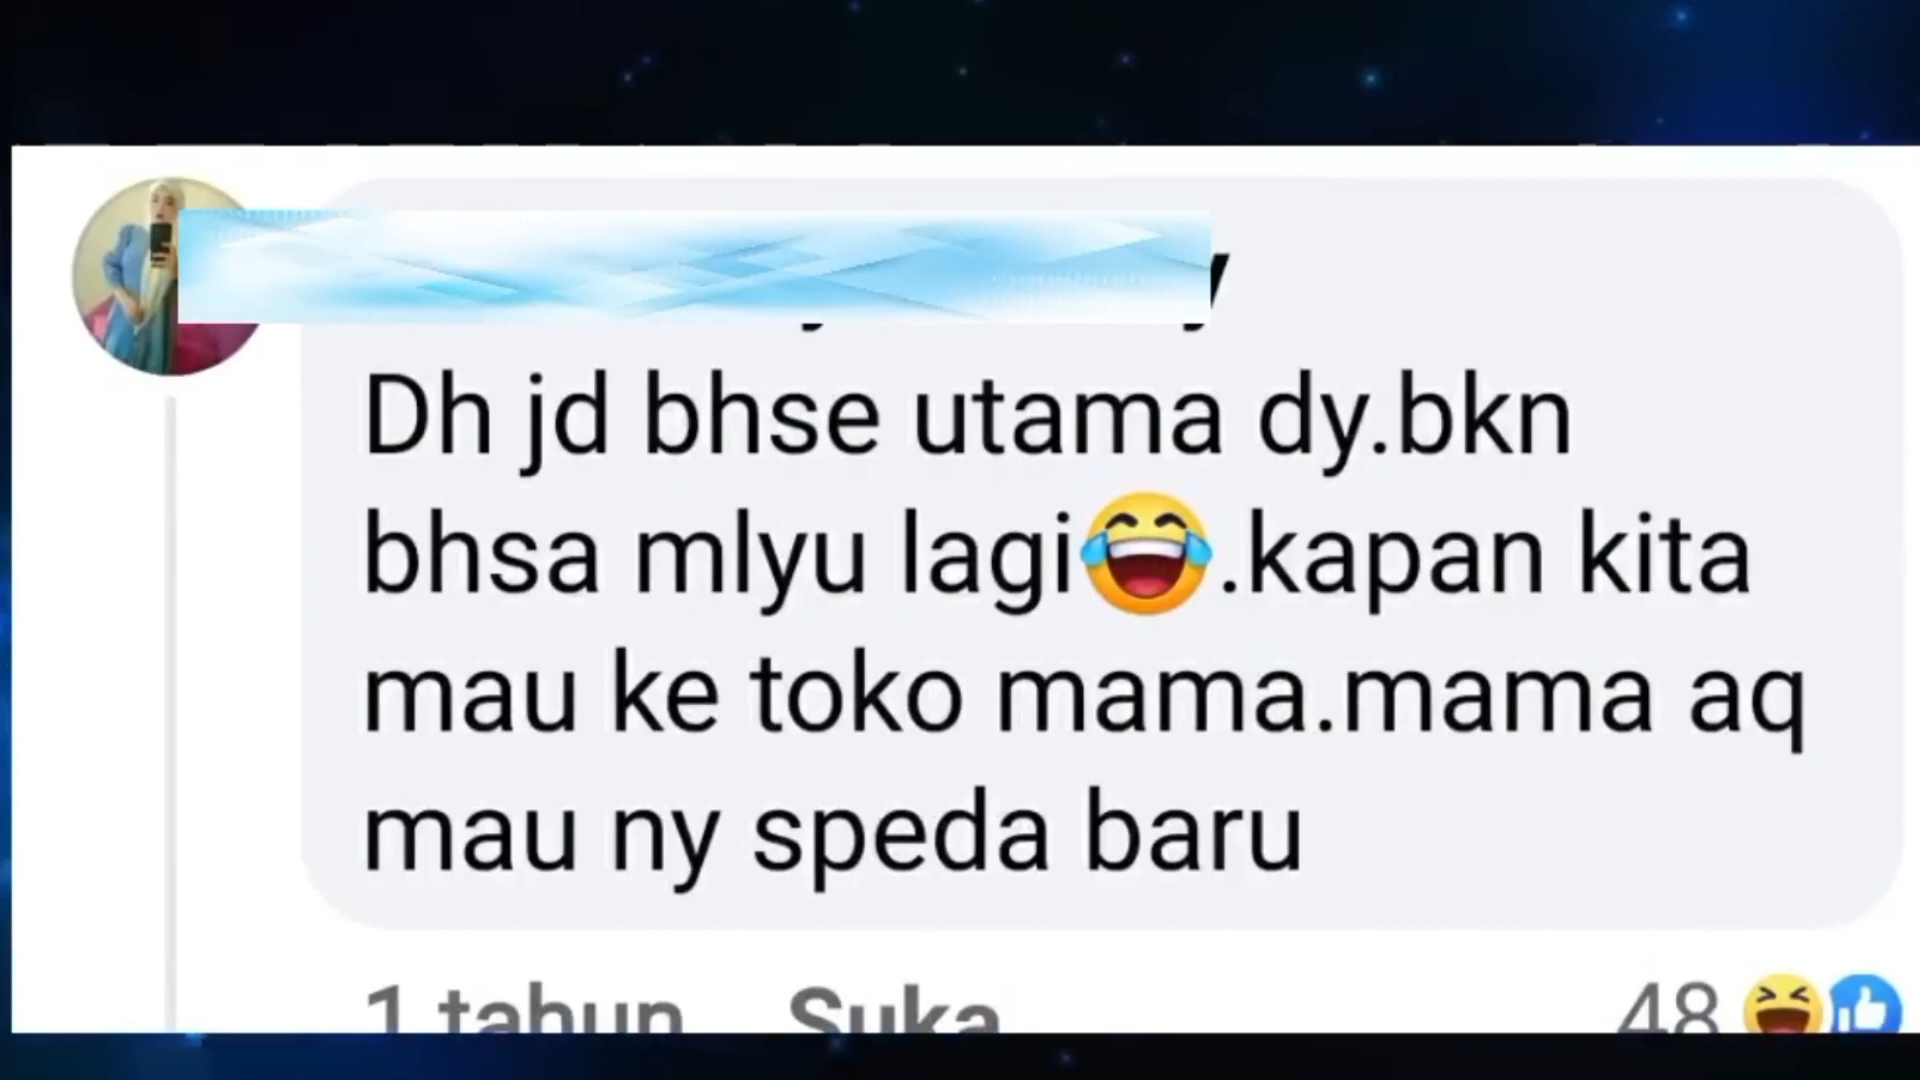 Dh jd bhse utama dy.bkn
bhsa mlyu lagi😂.kapan kita
mau ke toko mama.mama aq
mau ny speda baru
1 tahun Suka 48